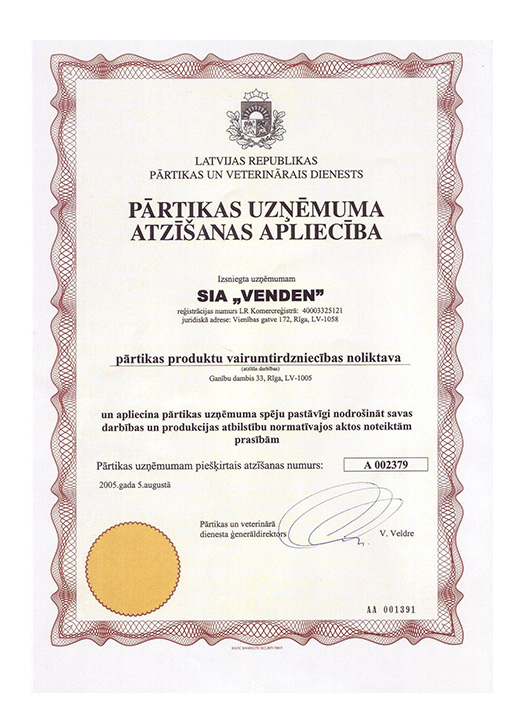 LATVIJAS REPUBLIKAS
PĀRTIKAS UN VETERINĀRAIS DIENESTS
PĀRTIKAS UZŅĒMUMA
ATZĪŠANAS APLIECĪBA
Izsniegta uzņēmumam
SIA „VENDEN”
reģistrācijas numurs LR Komercreģistrā: 40003325121
juridiskā adrese: Vienības gatve 172, Rīga, LV-1058
pārtikas produktu vairumtirdzniecības noliktava
(atzītās darbības)
Ganību dambis 33, Rīga, LV-1005
un apliecina pārtikas uzņēmuma spēju pastāvīgi nodrošināt savas
darbības un produkcijas atbilstību normatīvajos aktos noteiktām
prasībām
Pārtikas uzņēmumam piešķirtais atzīšanas numurs: A 002379
2005.gada 5.augustā
Pārtikas un veterinārā
dienesta ģenerāldirektors V. Veldre
AA 001391